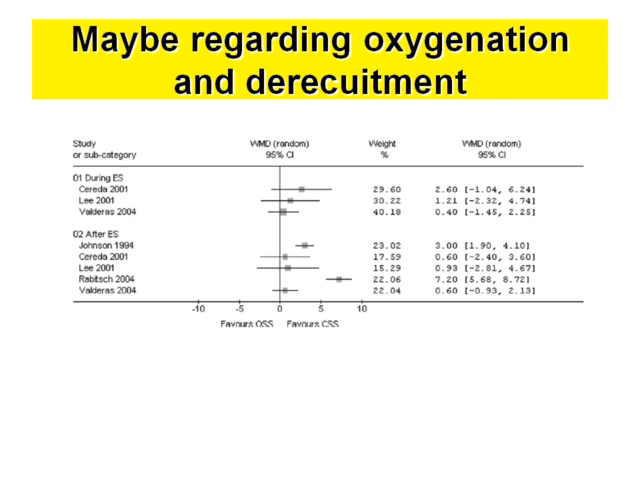 Maybe regarding oxygenation
and derecuitment
Study WMD (random) Weight WMD (random)
or sub-category 95% CI % 95% CI
01 During ES
Cereda 2001 29.60 2.60 [-1.04, 6.24]
Lee 2001 30.22 1.21 [-2.32, 4.74]
Valderas 2004 40.18 0.40 [-1.45, 2.25]
02 After ES
Johnson 1994 23.02 3.00 [1.90, 4.10]
Cereda 2001 17.59 0.60 [-2.40, 3.60]
Lee 2001 15.29 0.93 [-2.81, 4.67]
Rabitsch 2004 22.06 7.20 [5.68, 8.72]
Valderas 2004 22.04 0.60 [-0.93, 2.13]
-10 -5 0 5 10
Favours OSS Favours CSS